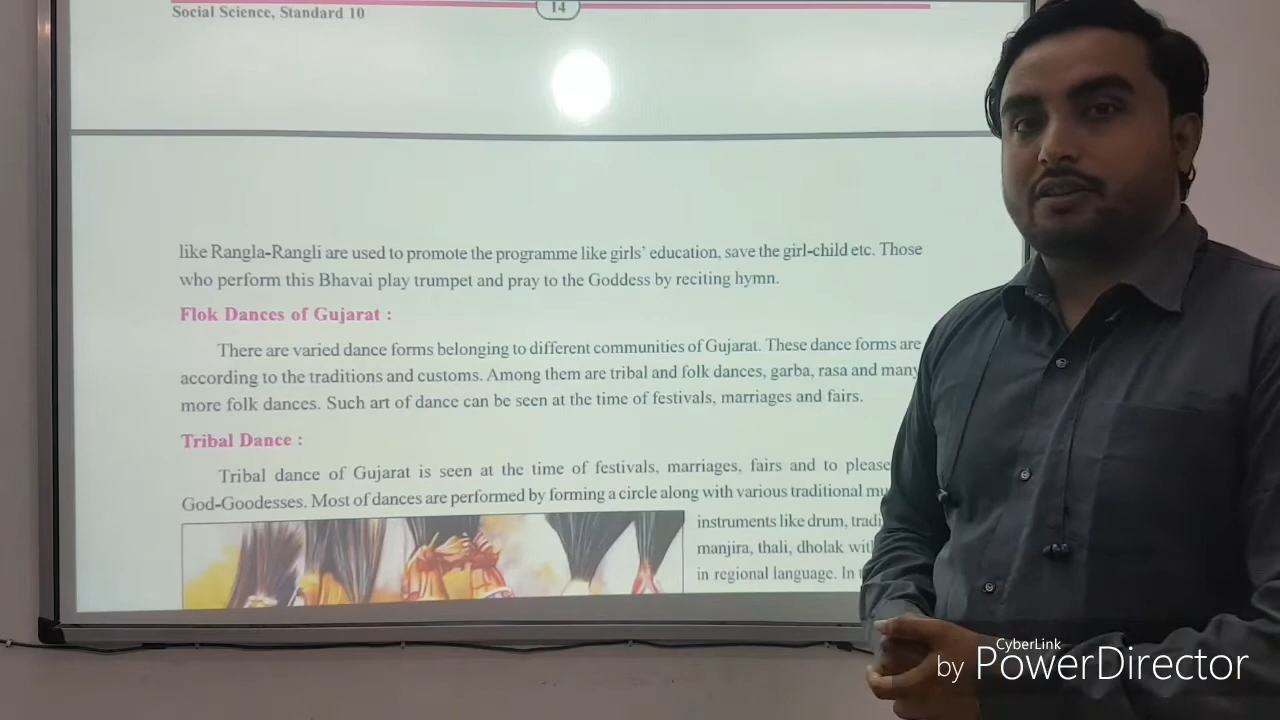 Social Science, Standard 10
14
like Rangla-Rangli are used to promote the programme like girls' education, save the girl-child etc. Those
who perform this Bhavai play trumpet and pray to the Goddess by reciting hymn.
Flok Dances of Gujarat :
There are varied dance forms belonging to different communities of Gujarat. These dance forms are
according to the traditions and customs. Among them are tribal and folk dances, garba, rasa and many
more folk dances. Such art of dance can be seen at the time of festivals, marriages and fairs.
Tribal Dance :
Tribal dance of Gujarat is seen at the time of festivals, marriages, fairs and to please
God-Goodesses. Most of dances are performed by forming a circle along with various traditional
instruments like drum,
manjira, thali, dholak
in regional language. In
CyberLink
by PowerDirector